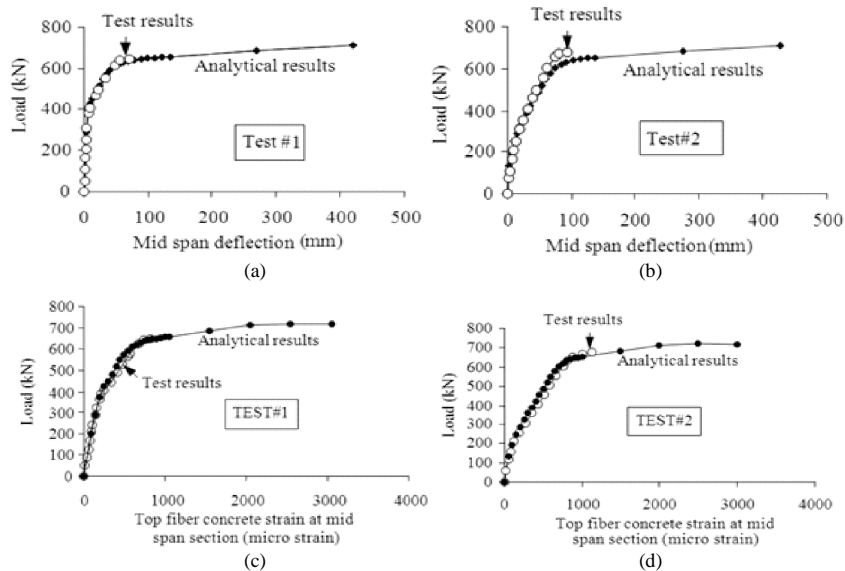 Test results
800
600
400
200
0
Load (kN)
Analytical results
Test #1
0 100 200 300 400 500
Mid span deflection (mm)
(a)
Test results
800
600
400
200
0
Load (kN)
Analytical results
Test#2
0 100 200 300 400 500
Mid span deflection (mm)
(b)
800
700
600
500
400
300
200
100
0
Load (kN)
Analytical results
Test results
TEST#1
0 1000 2000 3000 4000
Top fiber concrete strain at mid
span section (micro strain)
(c)
Test results
800
700
600
500
400
300
200
100
0
Load (kN)
Analytical results
TEST#2
0 1000 2000 3000 4000
Top fiber concrete strain at mid
span section (micro strain)
(d)